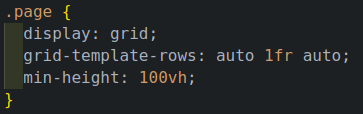 .page {
  display: grid;
  grid-template-rows: auto 1fr auto;
  min-height: 100vh;
}